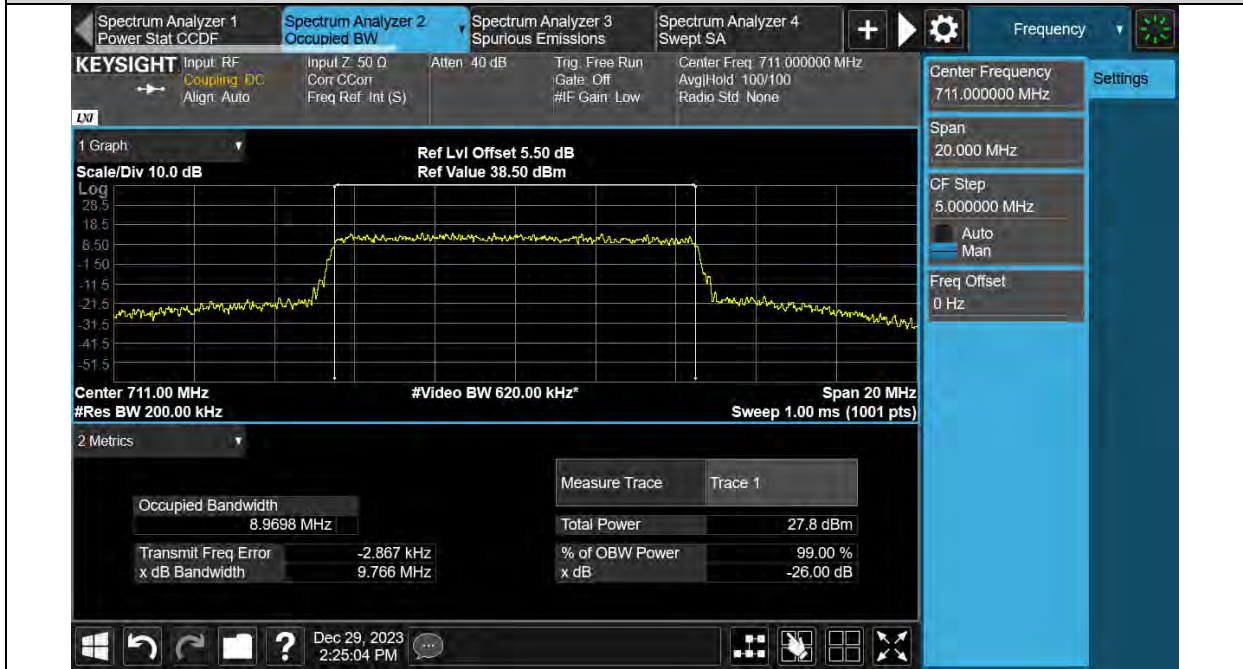 Spectrum Analyzer 1
Power Stat CCDF
Spectrum Analyzer 2
Occupied BW
Spectrum Analyzer 3
Spurious Emissions
Spectrum Analyzer 4
Swept SA
+
Frequency
KEYSIGHT
Input: RF
Coupling: DC
Align: Auto
Input Z: 50 Ω
Corr CCorr
Freq Ref: Int (S)
Atten: 40 dB
Trig: Free Run
Gate: Off
#IF Gain: Low
Center Freq: 711.000000 MHz
Avg|Hold: 100/100
Radio Std: None
LXI
Center Frequency
711.000000 MHz
Settings
Span
20.000 MHz
CF Step
5.000000 MHz
Auto
Man
Freq Offset
0 Hz
1 Graph
Scale/Div 10.0 dB
Ref Lvl Offset 5.50 dB
Ref Value 38.50 dBm
Log
28.5
18.5
8.50
-1.50
-11.5
-21.5
-31.5
-41.5
-51.5
Center 711.00 MHz
#Res BW 200.00 kHz
#Video BW 620.00 kHz*
Span 20 MHz
Sweep 1.00 ms (1001 pts)
2 Metrics
Measure Trace Trace 1
Occupied Bandwidth
8.9698 MHz
Total Power 27.8 dBm
Transmit Freq Error -2.867 kHz
% of OBW Power 99.00 %
x dB Bandwidth 9.766 MHz
x dB -26.00 dB
?
Dec 29, 2023
2:25:04 PM